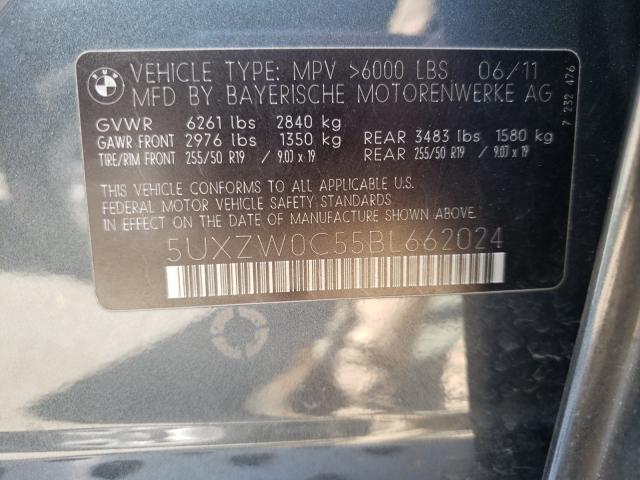 BMW
VEHICLE TYPE: MPV >6000 LBS 06/11
MFD BY BAYERISCHE MOTORENWERKE AG
GVWR 6261 lbs 2840 kg
GAWR FRONT 2976 lbs 1350 kg REAR 3483 lbs 1580 kg
TIRE/RIM FRONT 255/50 R19 / 9.0J x 19 REAR 255/50 R19 / 9.0J x 19
THIS VEHICLE CONFORMS TO ALL APPLICABLE U.S.
FEDERAL MOTOR VEHICLE SAFETY STANDARDS
IN EFFECT ON THE DATE OF MANUFACTURE SHOWN ABOVE.
5UXZW0C55BL662024
7 232 476